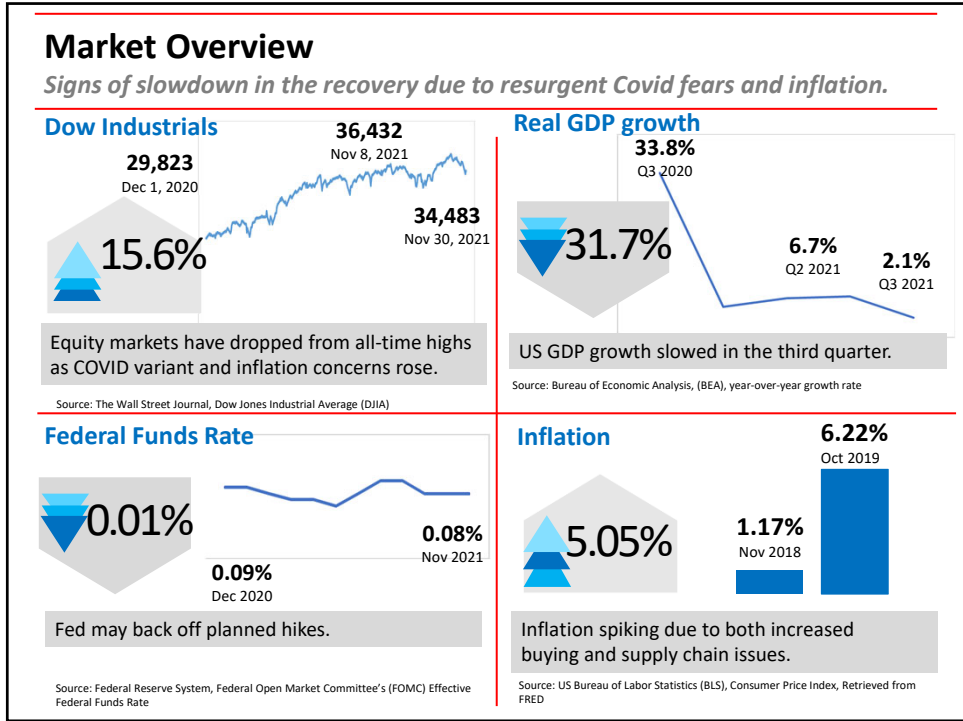 Market Overview
Signs of slowdown in the recovery due to resurgent Covid fears and inflation.
Dow Industrials
29,823
Dec 1, 2020
36,432
Nov 8, 2021
34,483
Nov 30, 2021
15.6%
Equity markets have dropped from all-time highs
as COVID variant and inflation concerns rose.
Source: The Wall Street Journal, Dow Jones Industrial Average (DJIA)
Real GDP growth
33.8%
Q3 2020
31.7%
6.7%
Q2 2021
2.1%
Q3 2021
US GDP growth slowed in the third quarter.
Source: Bureau of Economic Analysis, (BEA), year-over-year growth rate
Federal Funds Rate
0.01%
0.09%
Dec 2020
0.08%
Nov 2021
Fed may back off planned hikes.
Source: Federal Reserve System, Federal Open Market Committee's (FOMC) Effective
Federal Funds Rate
Inflation
5.05%
1.17%
Nov 2018
6.22%
Oct 2019
Inflation spiking due to both increased
buying and supply chain issues.
Source: US Bureau of Labor Statistics (BLS), Consumer Price Index, Retrieved from
FRED